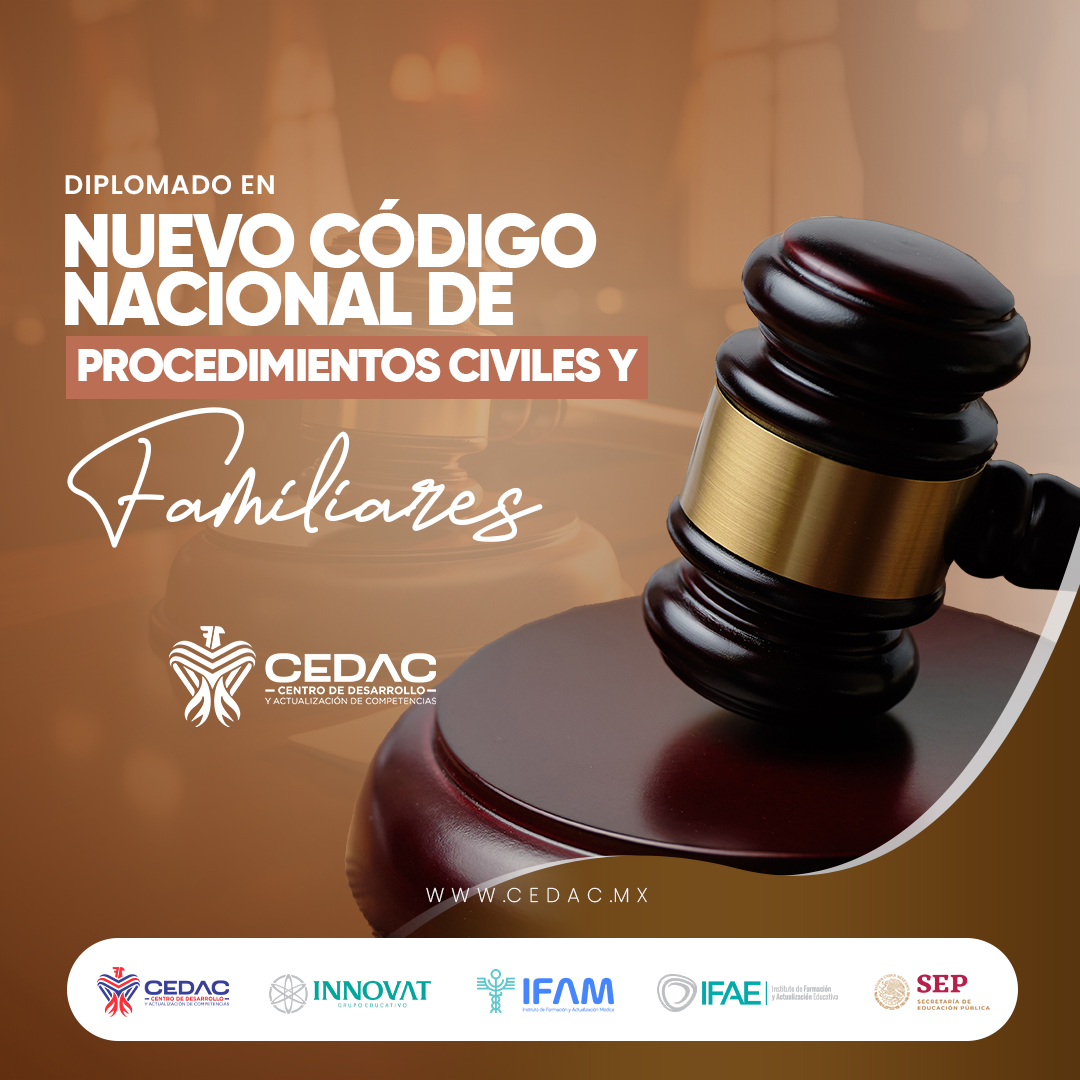 DIPLOMADO EN
NUEVO CÓDIGO
NACIONAL DE
PROCEDIMIENTOS CIVILES Y
Familiares
CEDAC
CENTRO DE DESARROLLO
Y ACTUALIZACIÓN DE COMPETENCIAS
WWW.CEDAC.MX
CEDAC
CENTRO DE DESARROLLO
Y ACTUALIZACIÓN DE COMPETENCIAS
INNOVAT
GRUPO EDUCATIVO
IFAM
Instituto de Formación y Actualización Médica
IFAE
Instituto de Formación
y Actualización Educativa
SEP
SECRETARÍA DE
EDUCACIÓN PÚBLICA